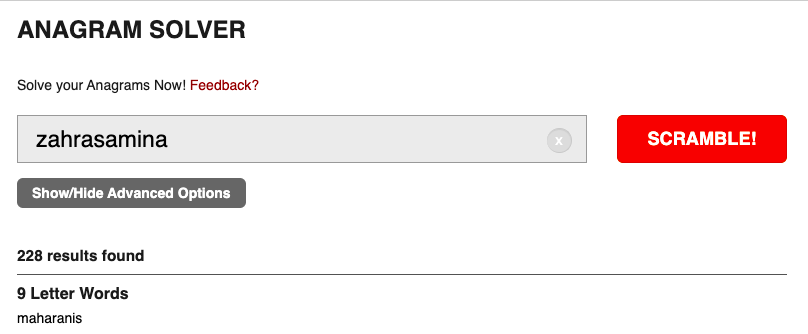 ANAGRAM SOLVER
Solve your Anagrams Now! Feedback?
zahrasamina x SCRAMBLE!
Show/Hide Advanced Options
228 results found
9 Letter Words
maharanis